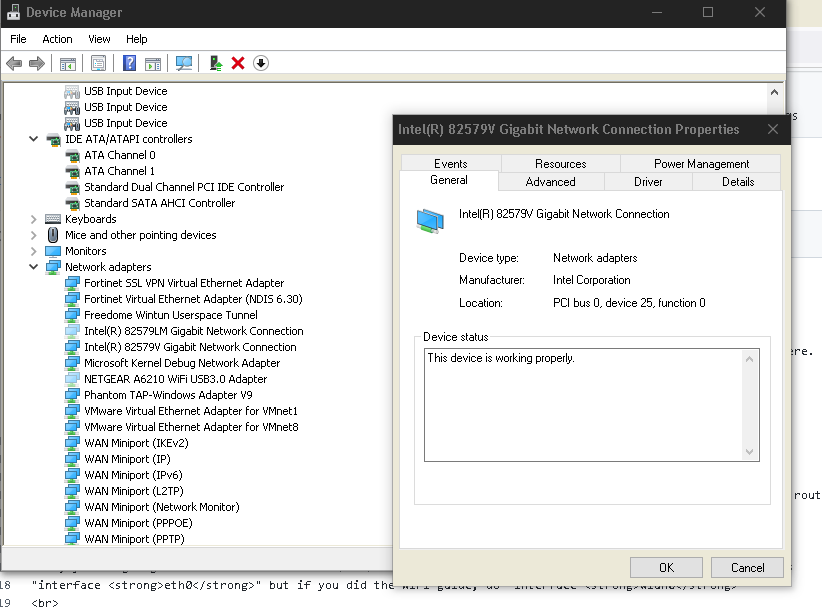 Device Manager
File Action View Help
USB Input Device
USB Input Device
USB Input Device
IDE ATA/ATAPI controllers
ATA Channel 0
ATA Channel 1
Standard Dual Channel PCI IDE Controller
Standard SATA AHCI Controller
Keyboards
Mice and other pointing devices
Monitors
Network adapters
Fortinet SSL VPN Virtual Ethernet Adapter
Fortinet Virtual Ethernet Adapter (NDIS 6.30)
Freedome Wintun Userspace Tunnel
Intel(R) 82579LM Gigabit Network Connection
Intel(R) 82579V Gigabit Network Connection
Microsoft Kernel Debug Network Adapter
NETGEAR A6210 WiFi USB3.0 Adapter
Phantom TAP-Windows Adapter V9
VMware Virtual Ethernet Adapter for VMnet1
VMware Virtual Ethernet Adapter for VMnet8
WAN Miniport (IKEv2)
WAN Miniport (IP)
WAN Miniport (IPv6)
WAN Miniport (L2TP)
WAN Miniport (Network Monitor)
WAN Miniport (PPPOE)
WAN Miniport (PPTP)
Intel(R) 82579V Gigabit Network Connection Properties
Events Resources Power Management
General Advanced Driver Details
Intel(R) 82579V Gigabit Network Connection
Device type: Network adapters
Manufacturer: Intel Corporation
Location: PCI bus 0, device 25, function 0
Device status
This device is working properly.
OK Cancel
ere.
rout
18 "interface <strong>eth0</strong>" but if you did the
19 <br>